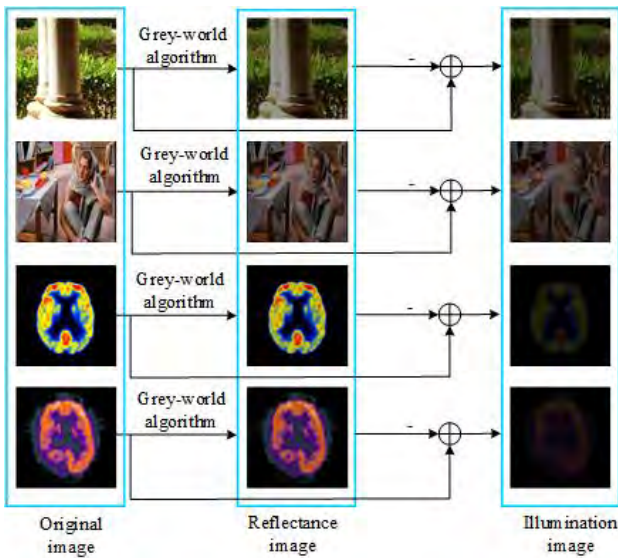 Grey-world
algorithm
-
Grey-world
algorithm
-
Grey-world
algorithm
-
Grey-world
algorithm
-
Original
image
Reflectance
image
Illumination
image